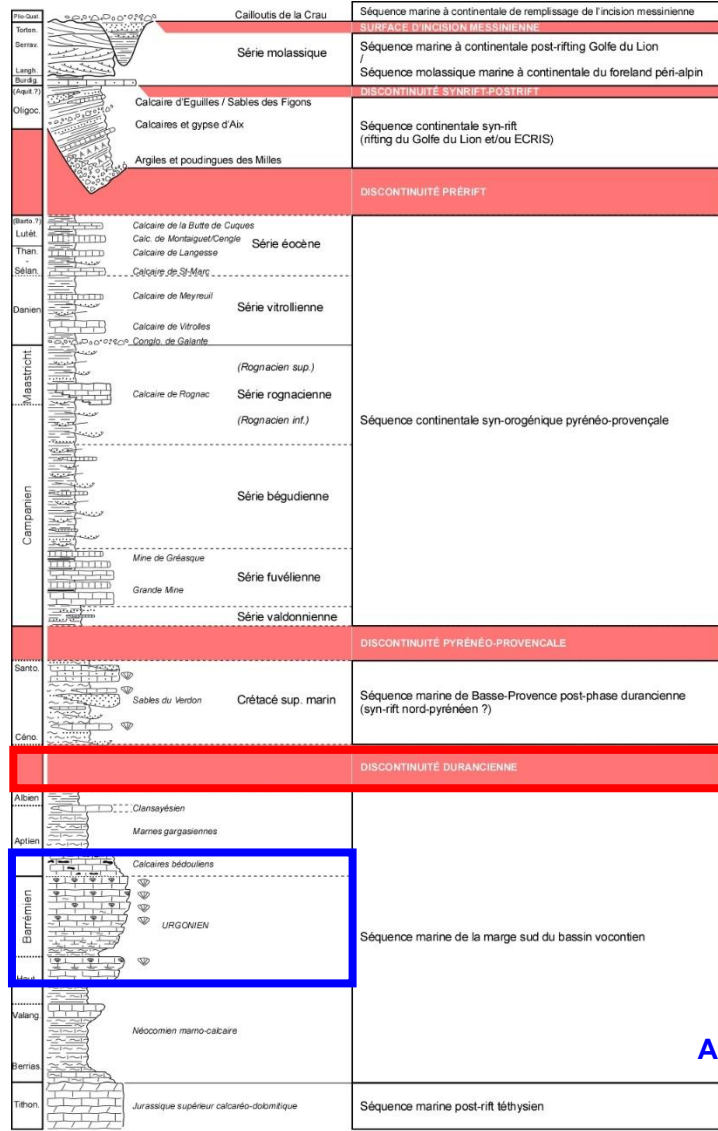 Plio-Quat.
Cailloutis de la Crau
Séquence marine à continentale de remplissage de l'incision messinienne
Torton.
SURFACE D'INCISION MESSINIENNE
Serrav.
Série molassique
Séquence marine à continentale post-rifting Golfe du Lion
/
Séquence molassique marine à continentale du foreland péri-alpin
Langh.
Burdig.
(Aquit.?)
DISCONTINUITÉ SYNRIFT-POSTRIFT
Oligoc.
Calcaire d'Eguilles / Sables des Figons
Calcaires et gypse d'Aix
Argiles et poudingues des Milles
Séquence continentale syn-rift
(rifting du Golfe du Lion et/ou ECRIS)
DISCONTINUITÉ PRÉRIFT
(Barto.?)
Lutét.
Calcaire de la Butte de Cuques
Calc. de Montaiguet/Cengle
Série éocène
Than.
-
Sélan.
Calcaire de Langesse
Calcaire de St-Marc
Danien
Calcaire de Meyreuil
Série vitrollienne
Calcaire de Vitrolles
Conglo. de Galante
Maastricht.
(Rognacien sup.)
Calcaire de Rognac
Série rognacienne
(Rognacien inf.)
Séquence continentale syn-orogénique pyrénéo-provençale
Campanien
Série bégudienne
Mine de Gréasque
Série fuvélienne
Grande Mine
Série valdonnienne
DISCONTINUITÉ PYRÉNÉO-PROVENCALE
Santo.
Sables du Verdon
Crétacé sup. marin
Séquence marine de Basse-Provence post-phase durancienne
(syn-rift nord-pyrénéen ?)
Céno.
DISCONTINUITÉ DURANCIENNE
Albien
Clansayésien
Marnes gargasiennes
Aptien
Calcaires bédouliens
Barrémien
URGONIEN
Séquence marine de la marge sud du bassin vocontien
Haut.
Valang.
Néocomien marno-calcaire
A
Berrias.
Tithon.
Jurassique supérieur calcaréo-dolomitique
Séquence marine post-rift téthysien